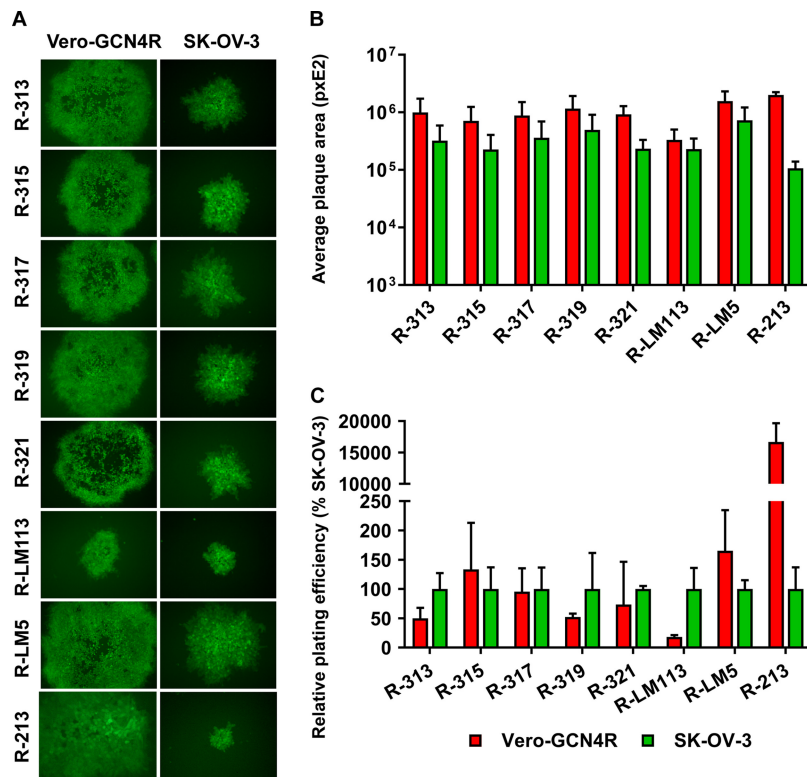 A
Vero-GCN4R SK-OV-3
R-313
R-315
R-317
R-319
R-321
R-LM113
R-LM5
R-213
B
Average plaque area (pxE2)
10⁷
10⁶
10⁵
10⁴
10³
R-313 R-315 R-317 R-319 R-321 R-LM113 R-LM5 R-213
C
Relative plating efficiency (% SK-OV-3)
20000
15000
10000
250
200
150
100
50
0
R-313 R-315 R-317 R-319 R-321 R-LM113 R-LM5 R-213
Vero-GCN4R SK-OV-3